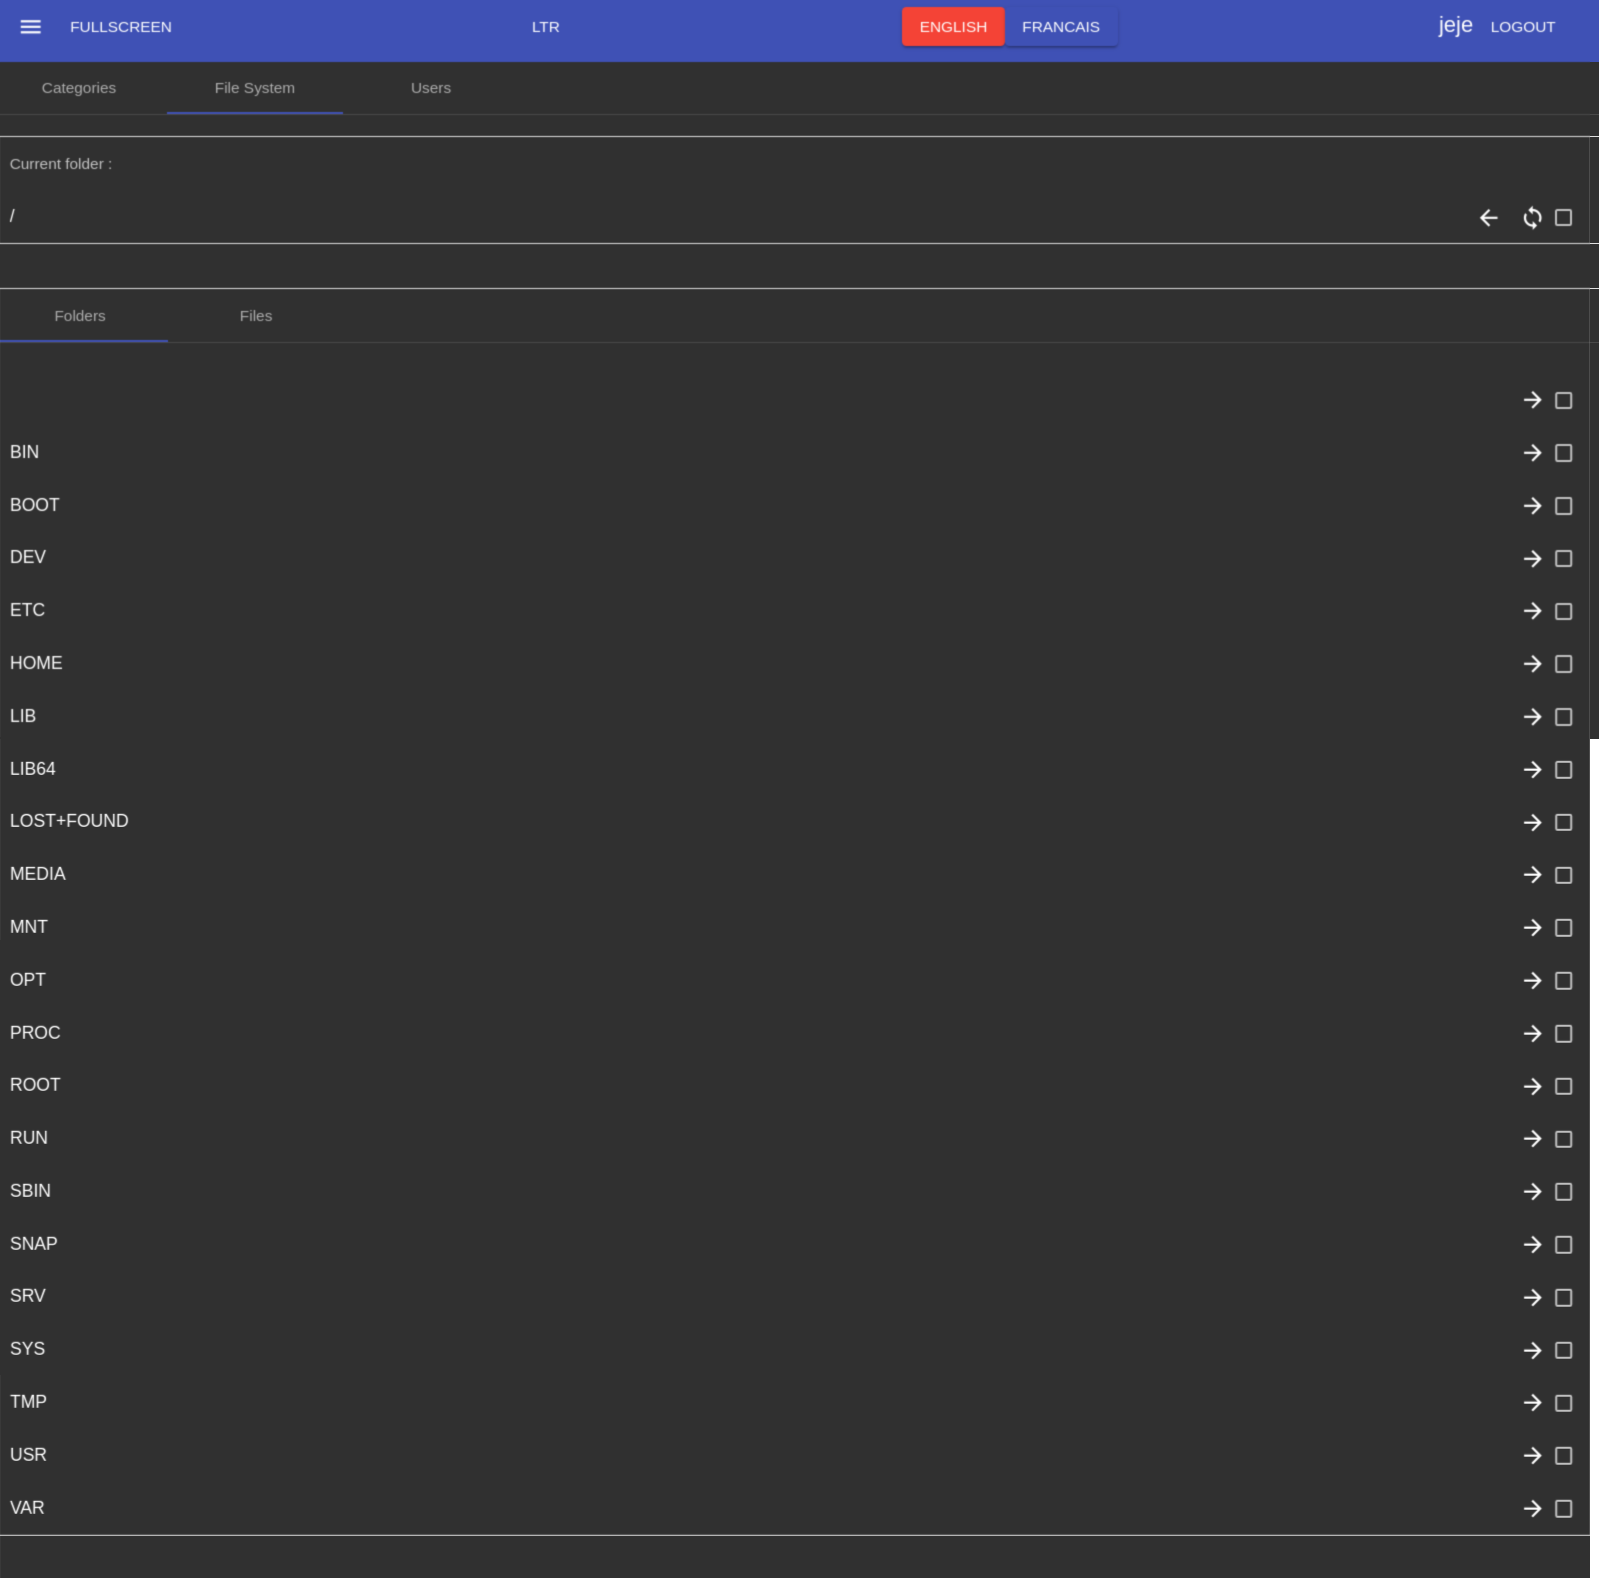 FULLSCREEN LTR ENGLISH FRANCAIS jeje LOGOUT
Categories File System Users
Current folder :
/
Folders Files
BIN
BOOT
DEV
ETC
HOME
LIB
LIB64
LOST+FOUND
MEDIA
MNT
OPT
PROC
ROOT
RUN
SBIN
SNAP
SRV
SYS
TMP
USR
VAR